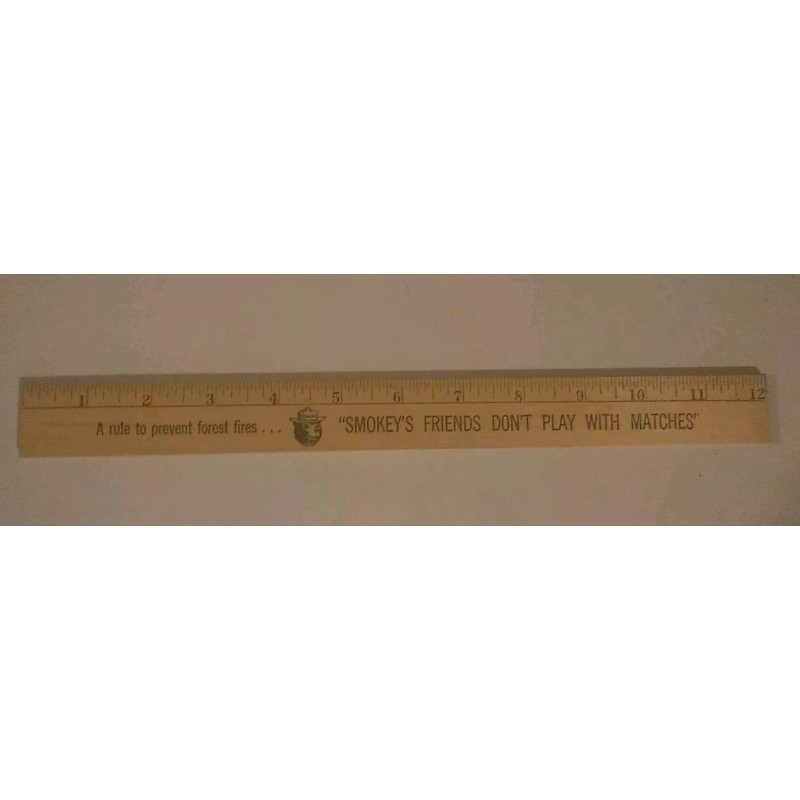 1 2 3 4 5 6 7 8 9 10 11 12
A rule to prevent forest fires . . . "SMOKEY'S FRIENDS DON'T PLAY WITH MATCHES"